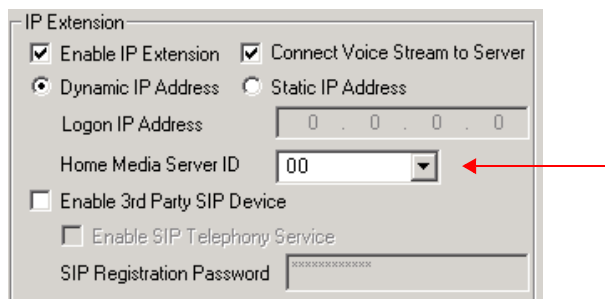 IP Extension
Enable IP Extension Connect Voice Stream to Server
Dynamic IP Address Static IP Address
Logon IP Address 0 . 0 . 0 . 0
Home Media Server ID 00
Enable 3rd Party SIP Device
Enable SIP Telephony Service
SIP Registration Password ************